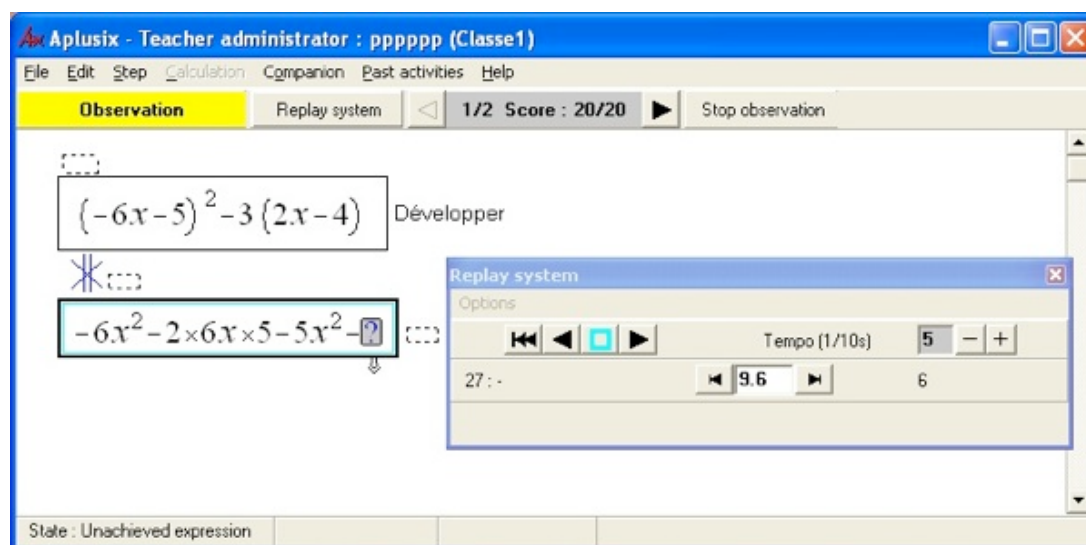 Aplusix - Teacher administrator : pppppp (Classe1)
File Edit Step Calculation Companion Past activities Help
Observation Replay system 1/2 Score : 20/20 Stop observation
(-6x-5)²-3(2x-4) Développer
-6x²-2×6x×5-5x²-?
Replay system
Options
Tempo (1/10s) 5 - +
27 : - 9.6 6
State : Unachieved expression